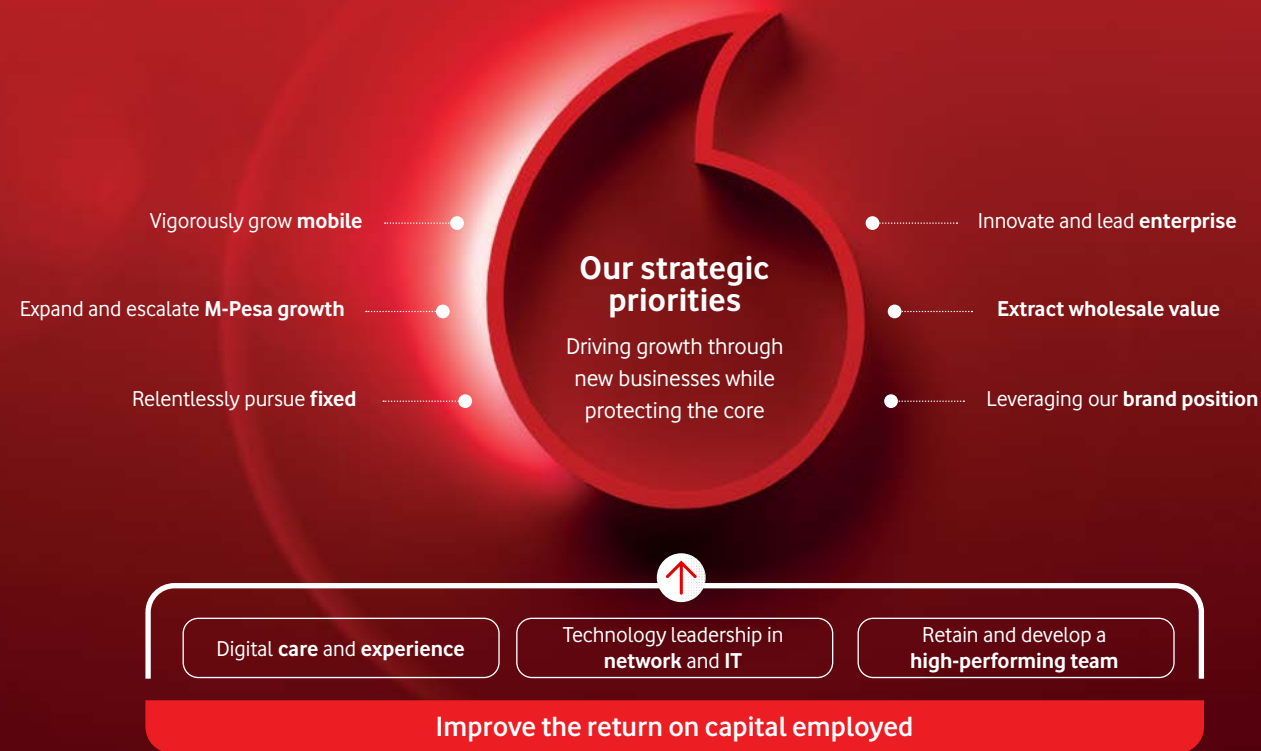 Vigorously grow mobile
Expand and escalate M-Pesa growth
Relentlessly pursue fixed
Our strategic
priorities
Driving growth through
new businesses while
protecting the core
Innovate and lead enterprise
Extract wholesale value
Leveraging our brand position
Digital care and experience
Technology leadership in
network and IT
Retain and develop a
high-performing team
Improve the return on capital employed